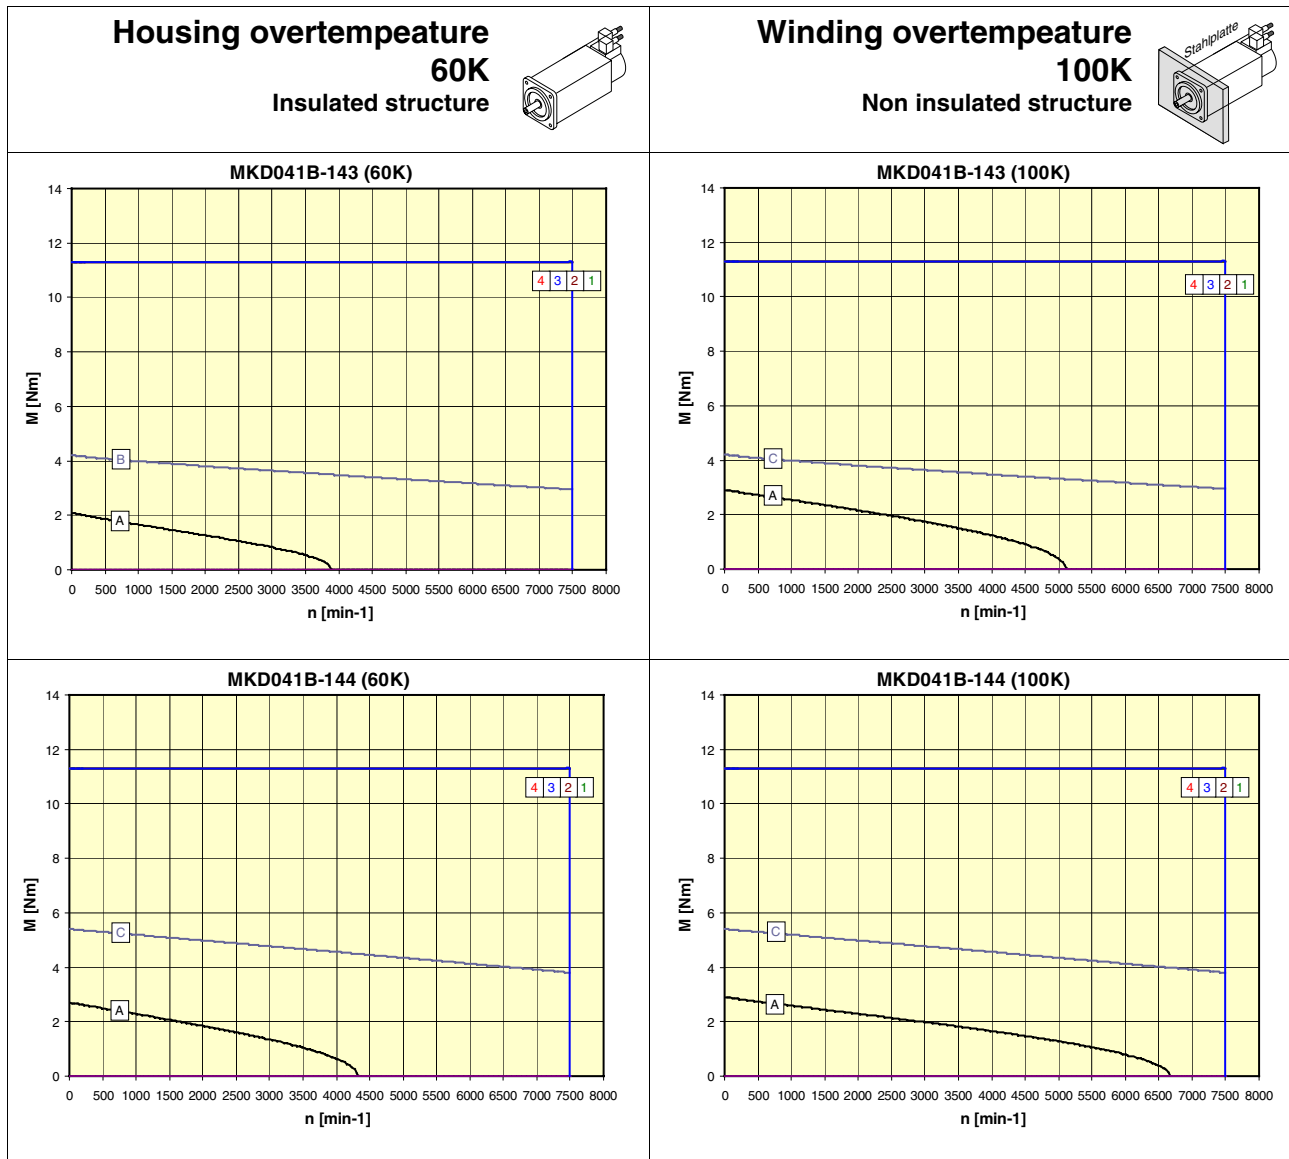 Housing overtempeature
60K
Insulated structure
Winding overtempeature
100K
Non insulated structure
Stahlplatte
MKD041B-143 (60K)
14
12
10
8
6
4
2
0
M [Nm]
4 3 2 1
B
A
0 500 1000 1500 2000 2500 3000 3500 4000 4500 5000 5500 6000 6500 7000 7500 8000
n [min-1]
MKD041B-143 (100K)
14
12
10
8
6
4
2
0
M [Nm]
4 3 2 1
C
A
0 500 1000 1500 2000 2500 3000 3500 4000 4500 5000 5500 6000 6500 7000 7500 8000
n [min-1]
MKD041B-144 (60K)
14
12
10
8
6
4
2
0
M [Nm]
4 3 2 1
C
A
0 500 1000 1500 2000 2500 3000 3500 4000 4500 5000 5500 6000 6500 7000 7500 8000
n [min-1]
MKD041B-144 (100K)
14
12
10
8
6
4
2
0
M [Nm]
4 3 2 1
C
A
0 500 1000 1500 2000 2500 3000 3500 4000 4500 5000 5500 6000 6500 7000 7500 8000
n [min-1]